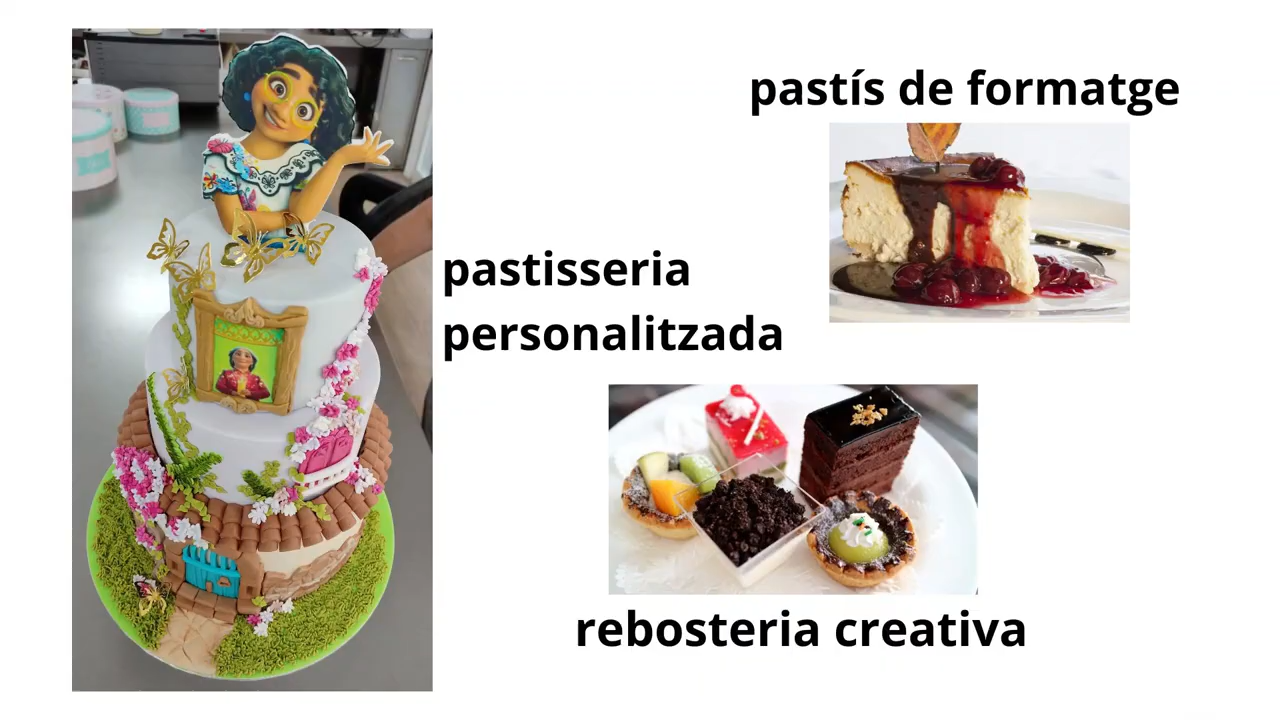 pastís de formatge
pastisseria
personalitzada
rebosteria creativa